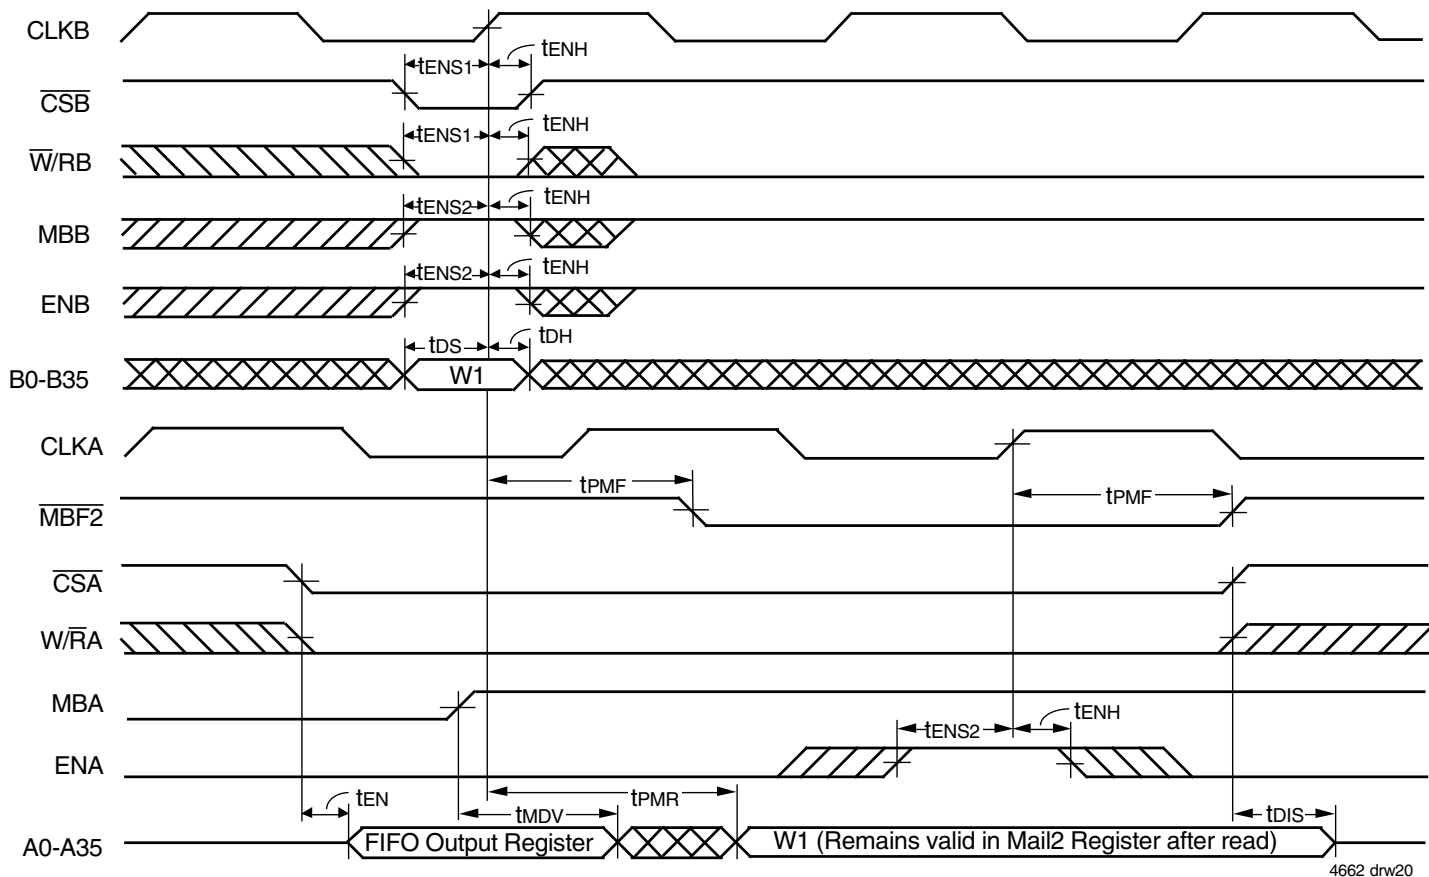 CLKB
tENS1 tENH
CSB
tENS1 tENH
W/RB
tENS2 tENH
MBB
tENS2 tENH
ENB
tDS tDH
B0-B35 W1
CLKA
tPMF tPMF
MBF2
CSA
W/RA
MBA
tENS2 tENH
ENA
tEN tMDV tPMR tDIS
A0-A35 FIFO Output Register W1 (Remains valid in Mail2 Register after read)
4662 drw20